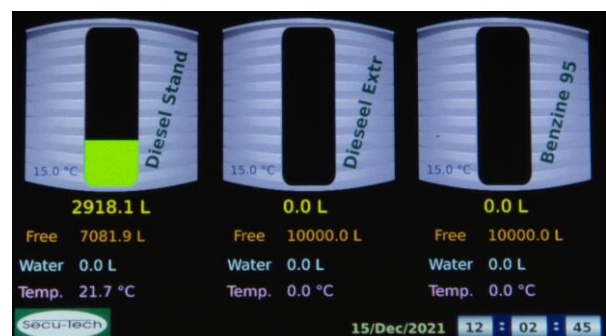 Diesel Stand
15.0 °C
2918.1 L
Free 7081.9 L
Water 0.0 L
Temp. 21.7 °C
Diesel Extr
15.0 °C
0.0 L
Free 10000.0 L
Water 0.0 L
Temp. 0.0 °C
Benzine 95
15.0 °C
0.0 L
Free 10000.0 L
Water 0.0 L
Temp. 0.0 °C
Secu-Tech
15/Dec/2021 12 : 02 : 45